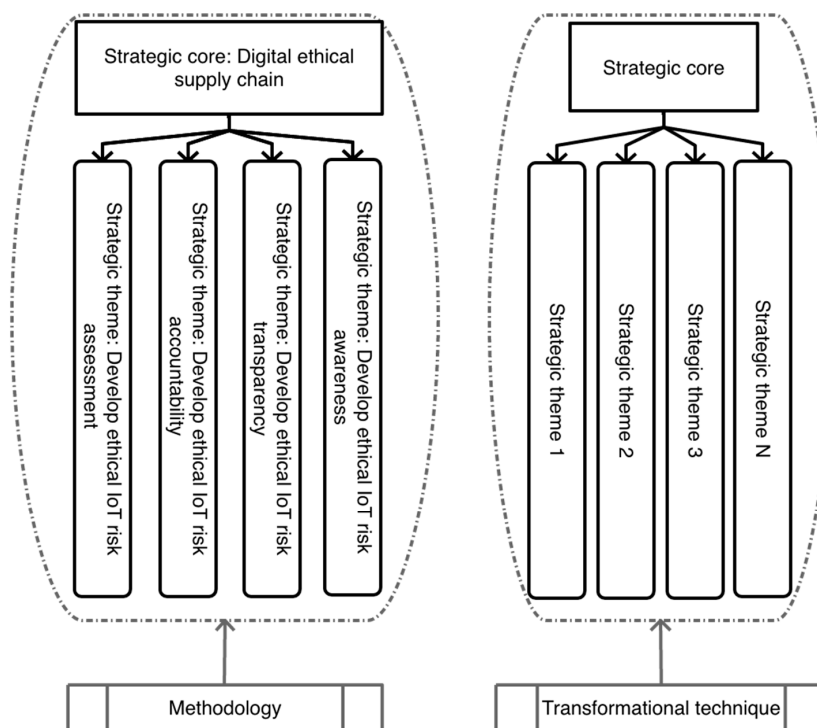 Strategic core: Digital ethical
supply chain
Strategic theme: Develop ethical IoT risk
assessment
Strategic theme: Develop ethical IoT risk
accountability
Strategic theme: Develop ethical IoT risk
transparency
Strategic theme: Develop ethical IoT risk
awareness
Methodology
Strategic core
Strategic theme 1
Strategic theme 2
Strategic theme 3
Strategic theme N
Transformational technique